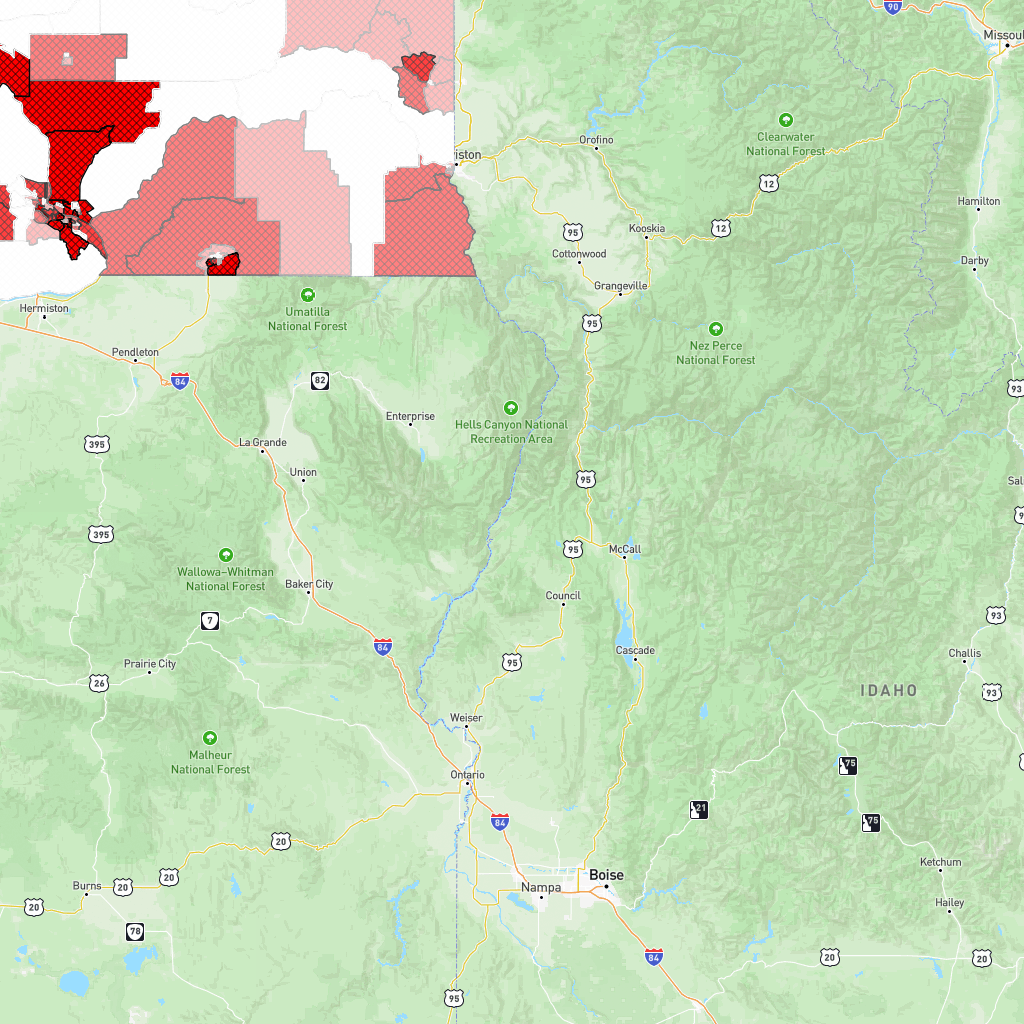 90
Missoul
Clearwater
National Forest
Orofino
iston
12
Hamilton
95
Kooskia
12
Cottonwood
Darby
Grangeville
Umatilla
National Forest
Hermiston
95
Nez Perce
National Forest
Pendleton
84
82
93
Hells Canyon National
Recreation Area
Enterprise
395
La Grande
Union
95
Sal
9
395
95
McCall
Wallowa-Whitman
National Forest
Baker City
Council
7
93
84
Cascade
95
Challis
Prairie City
26
IDAHO
93
Weiser
Malheur
National Forest
75
Ontario
21
84
75
20
Boise
Ketchum
20
20
Burns
Nampa
20
Hailey
78
84
20
20
95